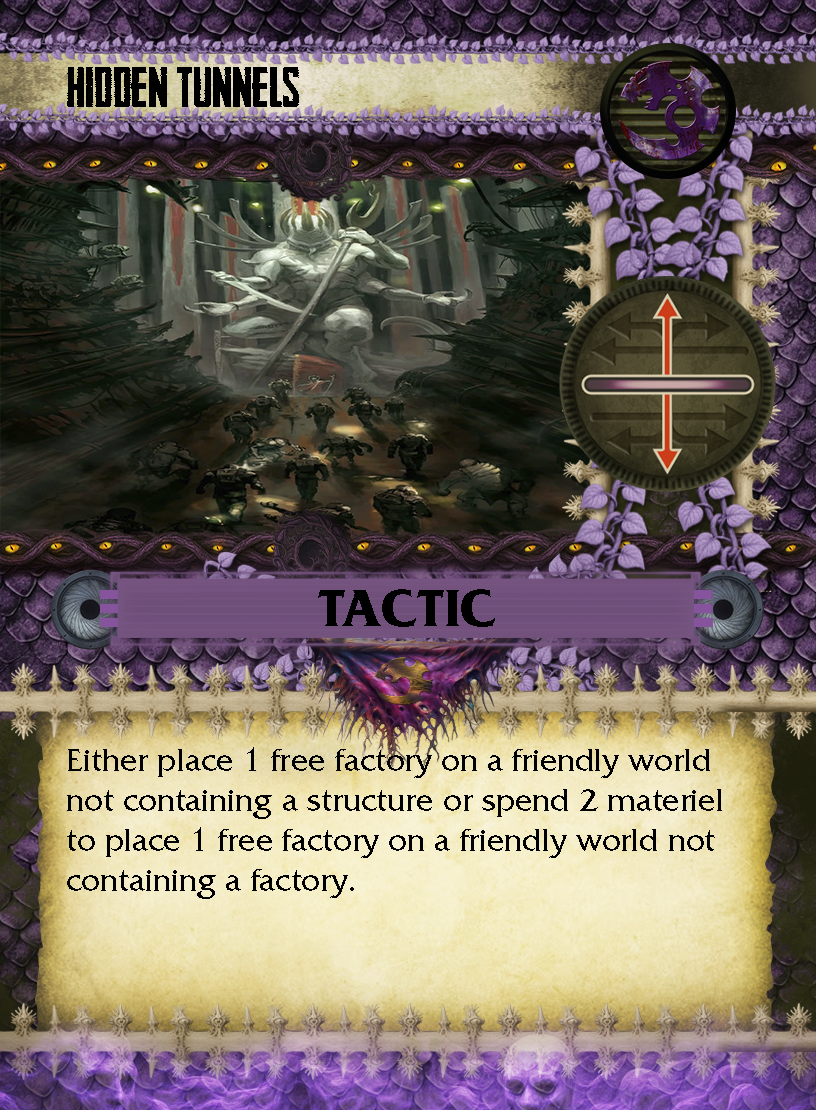 HIDDEN TUNNELS
TACTIC
Either place 1 free factory on a friendly world
not containing a structure or spend 2 materiel
to place 1 free factory on a friendly world not
containing a factory.